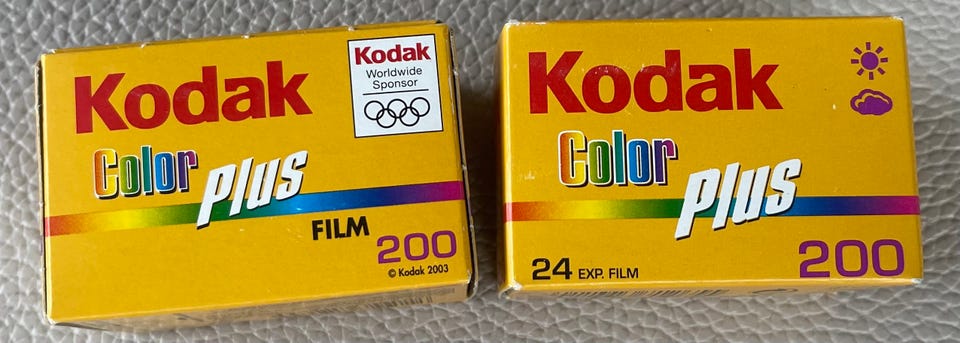 Kodak
Kodak
Worldwide
Sponsor
Color Plus
FILM
200
© Kodak 2003
Kodak
Color Plus
24 EXP. FILM
200